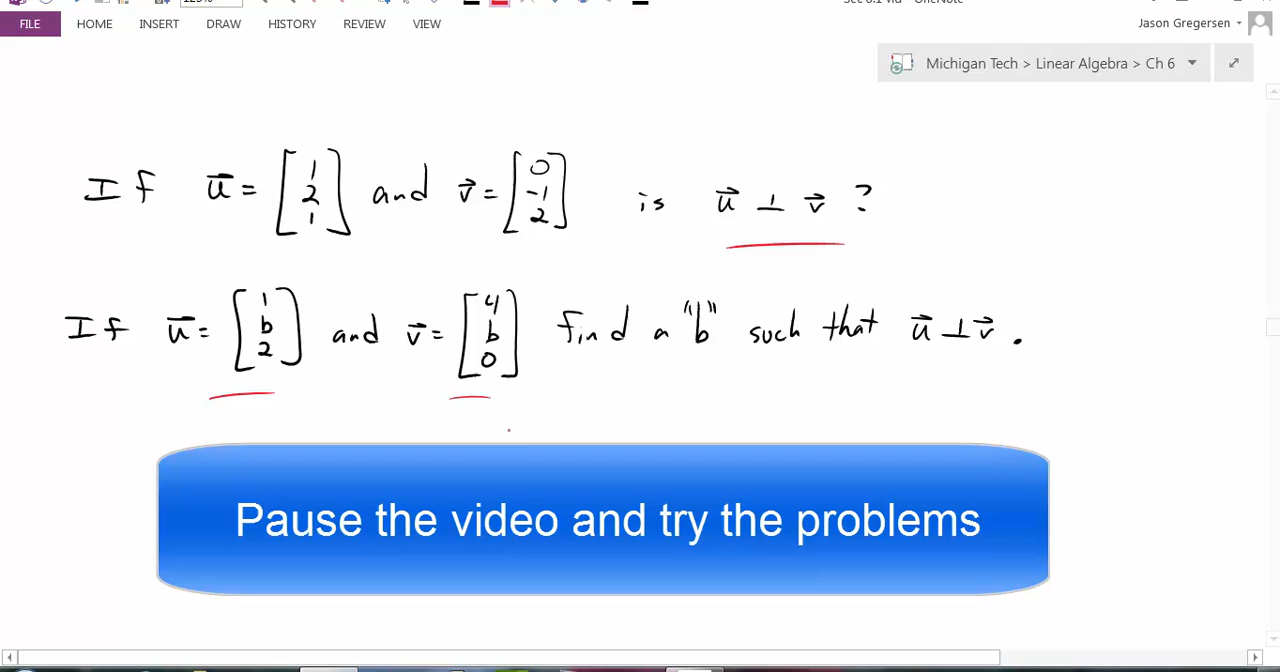 FILE HOME INSERT DRAW HISTORY REVIEW VIEW
Jason Gregersen
Michigan Tech > Linear Algebra > Ch 6
If u⃗ = [1 2 1] and v⃗ = [0 -1 2] is u⃗ ⊥ v⃗ ?
If u⃗ = [1 b 2] and v⃗ = [4 b 0] find a "b" such that u⃗ ⊥ v⃗ .
Pause the video and try the problems